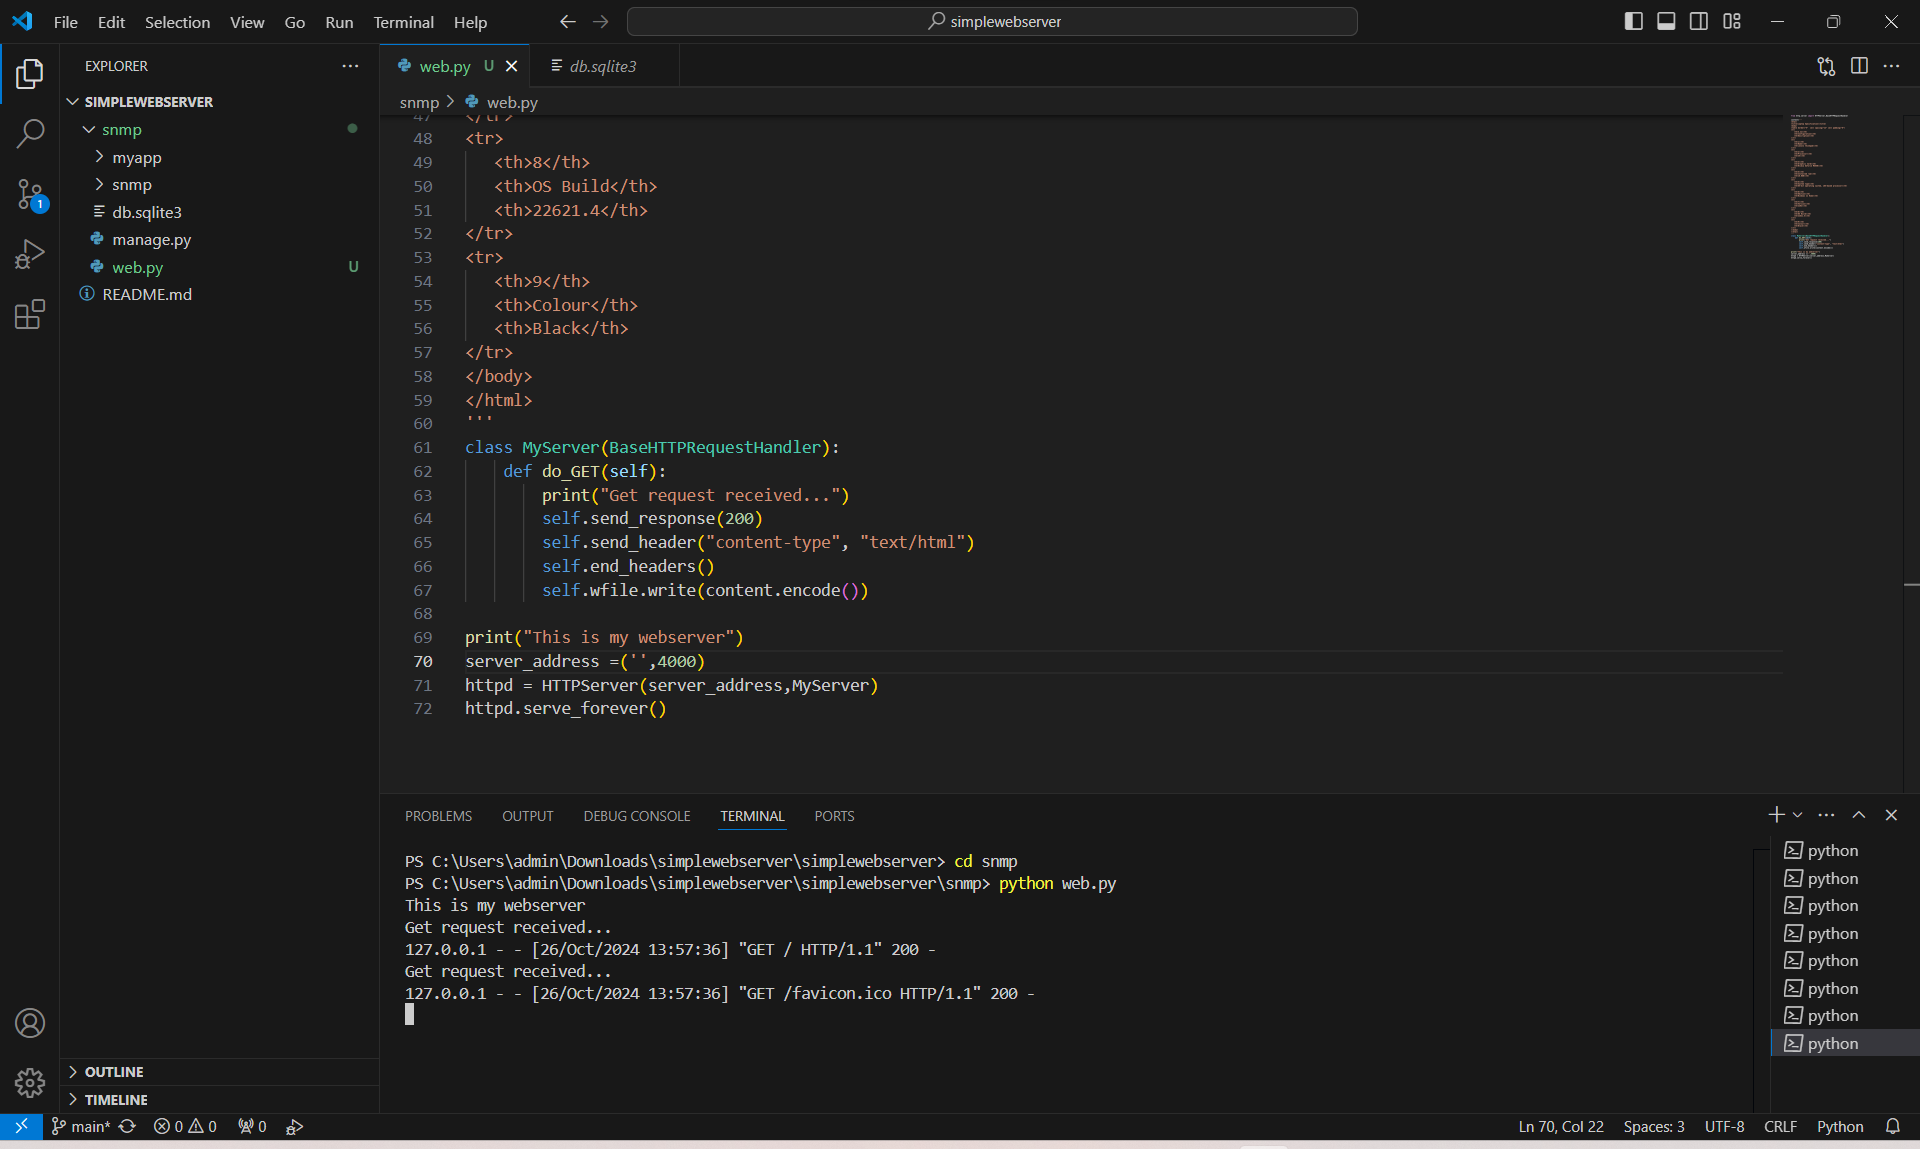 File Edit Selection View Go Run Terminal Help
simplewebserver
EXPLORER
SIMPLEWEBSERVER
snmp
myapp
snmp
db.sqlite3
manage.py
web.py U
README.md
OUTLINE
TIMELINE
1
web.py U
db.sqlite3
snmp > web.py
47 </tr>
48 <tr>
49 <th>8</th>
50 <th>OS Build</th>
51 <th>22621.4</th>
52 </tr>
53 <tr>
54 <th>9</th>
55 <th>Colour</th>
56 <th>Black</th>
57 </tr>
58 </body>
59 </html>
60 '''
61 class MyServer(BaseHTTPRequestHandler):
62 def do_GET(self):
63 print("Get request received...")
64 self.send_response(200)
65 self.send_header("content-type", "text/html")
66 self.end_headers()
67 self.wfile.write(content.encode())
68
69 print("This is my webserver")
70 server_address =('',4000)
71 httpd = HTTPServer(server_address,MyServer)
72 httpd.serve_forever()
PROBLEMS OUTPUT DEBUG CONSOLE TERMINAL PORTS
PS C:\Users\admin\Downloads\simplewebserver\simplewebserver> cd snmp
PS C:\Users\admin\Downloads\simplewebserver\simplewebserver\snmp> python web.py
This is my webserver
Get request received...
127.0.0.1 - - [26/Oct/2024 13:57:36] "GET / HTTP/1.1" 200 -
Get request received...
127.0.0.1 - - [26/Oct/2024 13:57:36] "GET /favicon.ico HTTP/1.1" 200 -
python
python
python
python
python
python
python
python
main* 0 0 0
Ln 70, Col 22 Spaces: 3 UTF-8 CRLF Python